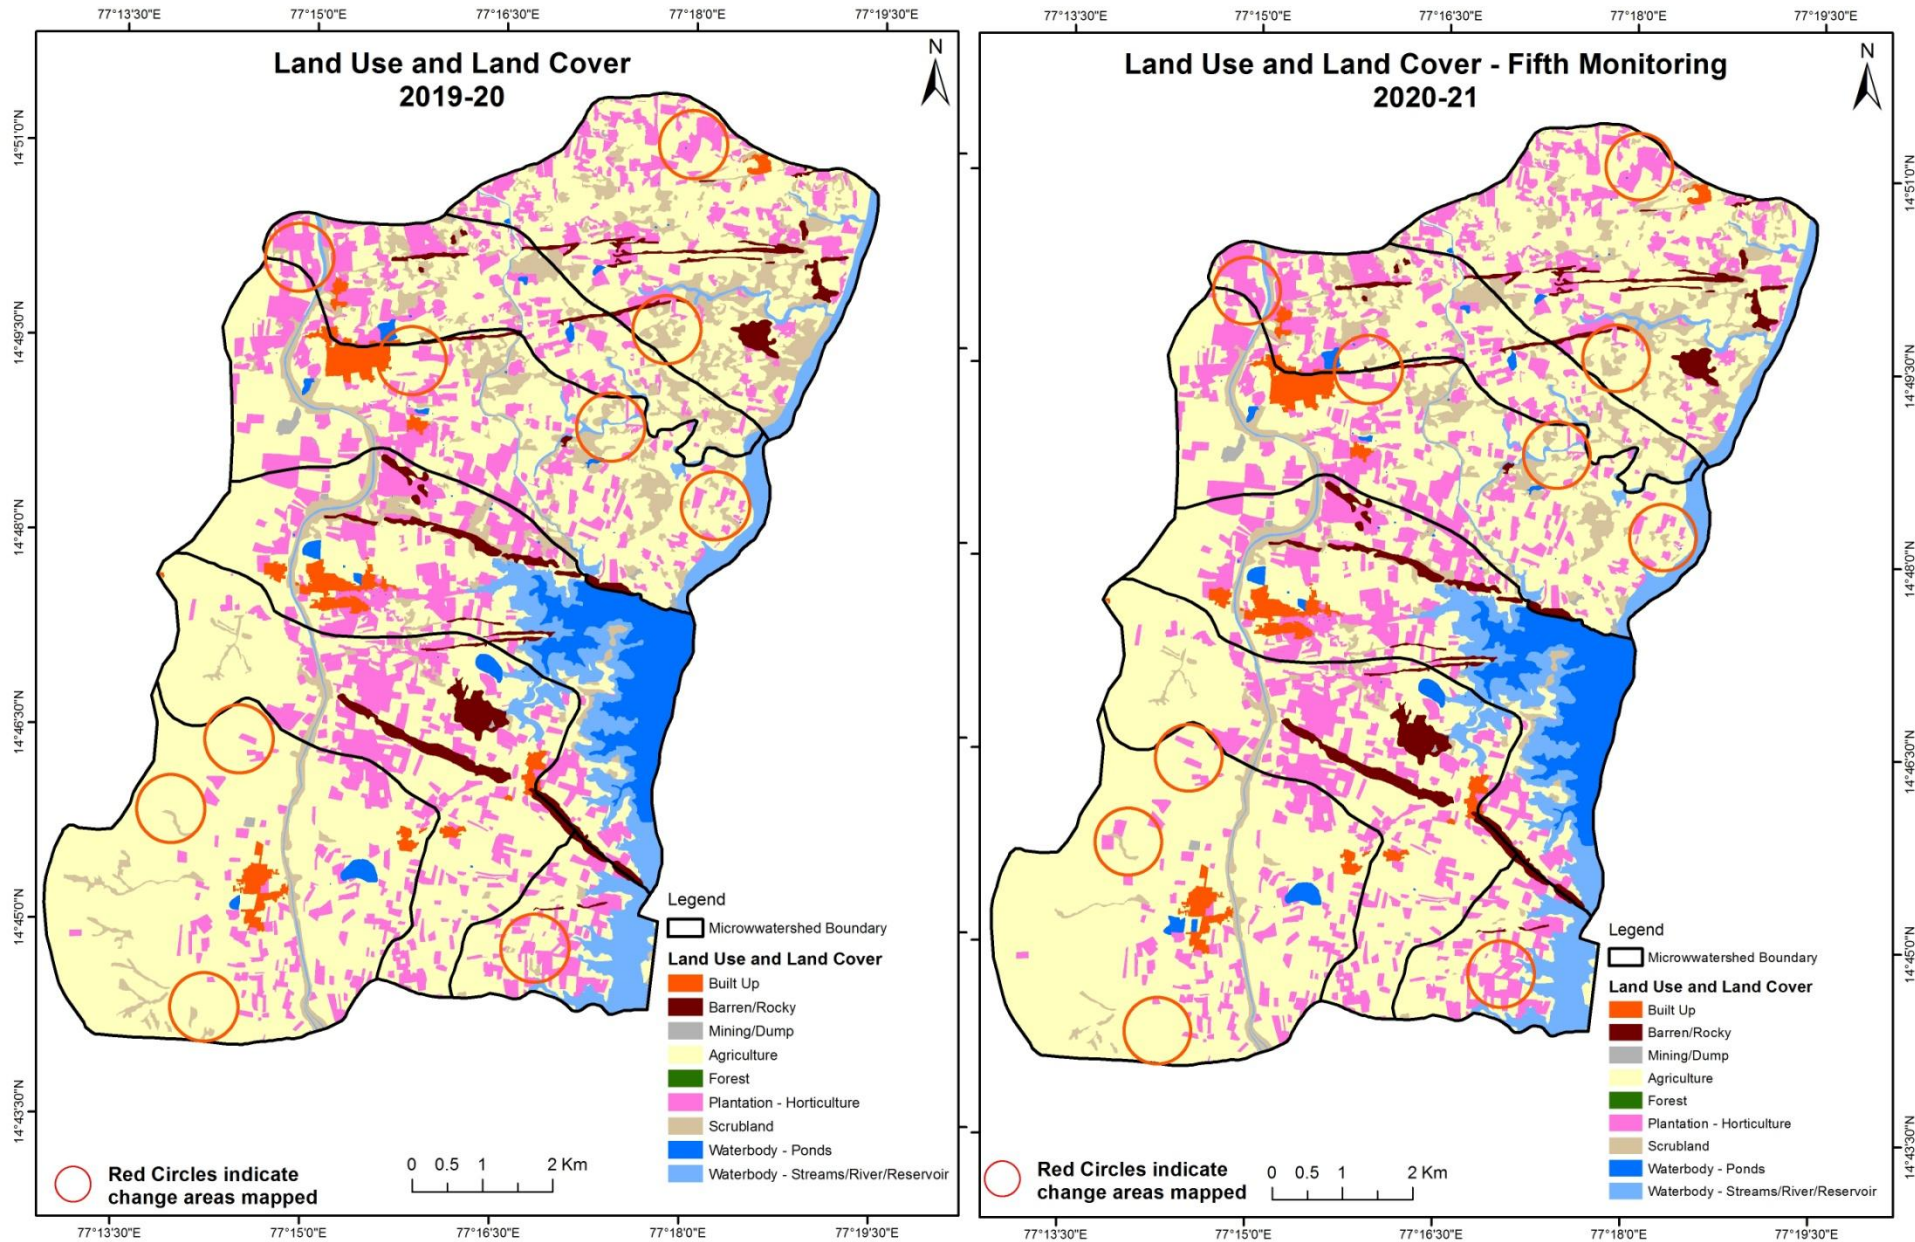 77°13'30"E 77°15'0"E 77°16'30"E 77°18'0"E 77°19'30"E
Land Use and Land Cover
2019-20
N
14°51'0"N
14°49'30"N
14°48'0"N
14°46'30"N
14°45'0"N
14°43'30"N
Legend
Microwwatershed Boundary
Land Use and Land Cover
Built Up
Barren/Rocky
Mining/Dump
Agriculture
Forest
Plantation - Horticulture
Scrubland
Waterbody - Ponds
Waterbody - Streams/River/Reservoir
Red Circles indicate
change areas mapped
0 0.5 1 2 Km
77°13'30"E 77°15'0"E 77°16'30"E 77°18'0"E 77°19'30"E
77°13'30"E 77°15'0"E 77°16'30"E 77°18'0"E 77°19'30"E
Land Use and Land Cover - Fifth Monitoring
2020-21
N
14°51'0"N
14°49'30"N
14°48'0"N
14°46'30"N
14°45'0"N
14°43'30"N
Legend
Microwwatershed Boundary
Land Use and Land Cover
Built Up
Barren/Rocky
Mining/Dump
Agriculture
Forest
Plantation - Horticulture
Scrubland
Waterbody - Ponds
Waterbody - Streams/River/Reservoir
Red Circles indicate
change areas mapped
0 0.5 1 2 Km
77°13'30"E 77°15'0"E 77°16'30"E 77°18'0"E 77°19'30"E